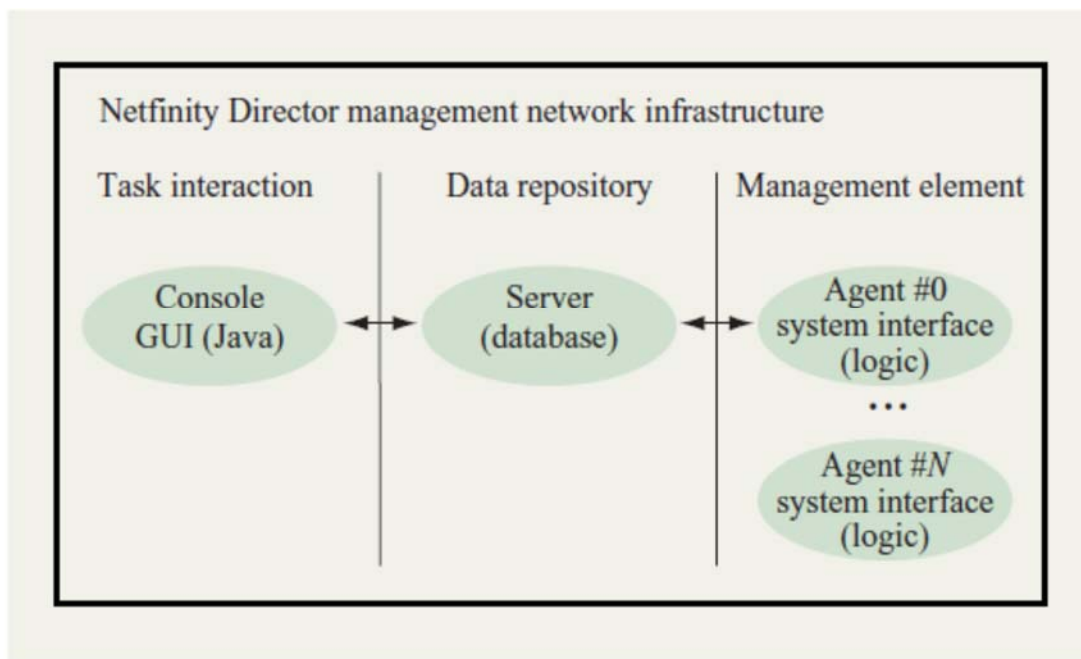 Netfinity Director management network infrastructure
Task interaction
Data repository
Management element
Console
GUI (Java)
Server
(database)
Agent #0
system interface
(logic)
...
Agent #N
system interface
(logic)